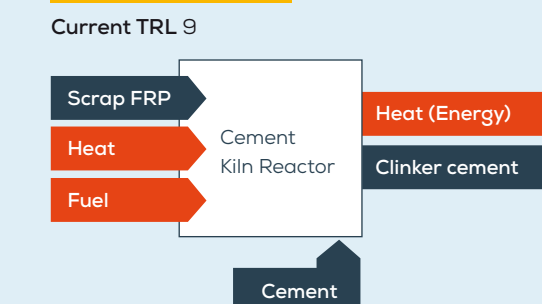 Current TRL 9
Scrap FRP
Heat
Fuel
Cement
Kiln Reactor
Heat (Energy)
Clinker cement
Cement